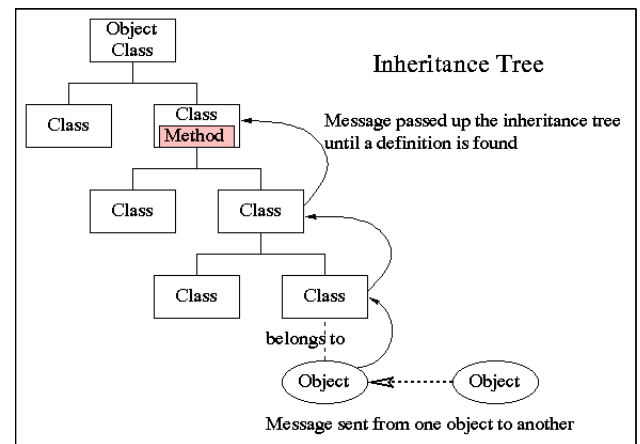 Object
Class
Inheritance Tree
Class
Class
Method
Message passed up the inheritance tree
until a definition is found
Class
Class
Class
Class
belongs to
Object
Object
Message sent from one object to another